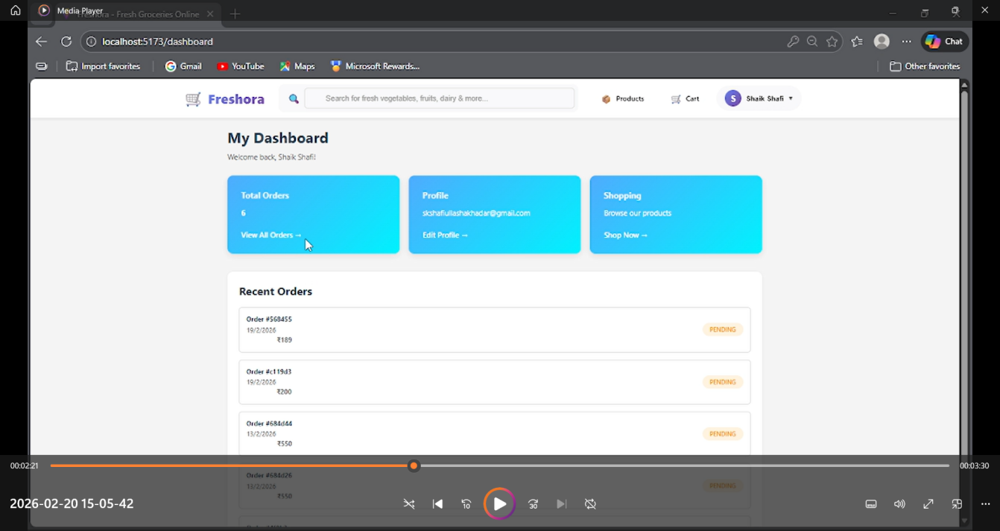 Media Player
Freshora - Fresh Groceries Online
localhost:5173/dashboard
Chat
Import favorites
Gmail
YouTube
Maps
Microsoft Rewards...
Other favorites
Freshora
Search for fresh vegetables, fruits, dairy & more...
Products
Cart
S
Shaik Shafi
My Dashboard
Welcome back, Shaik Shafi!
Total Orders
6
View All Orders →
Profile
skshafiullashakhadar@gmail.com
Edit Profile →
Shopping
Browse our products
Shop Now →
Recent Orders
Order #568455
19/2/2026
₹189
PENDING
Order #c119d3
19/2/2026
₹200
PENDING
Order #684d44
13/2/2026
₹550
PENDING
Order #684d26
13/2/2026
₹550
PENDING
00:02:21
00:03:30
2026-02-20 15-05-42
10
30